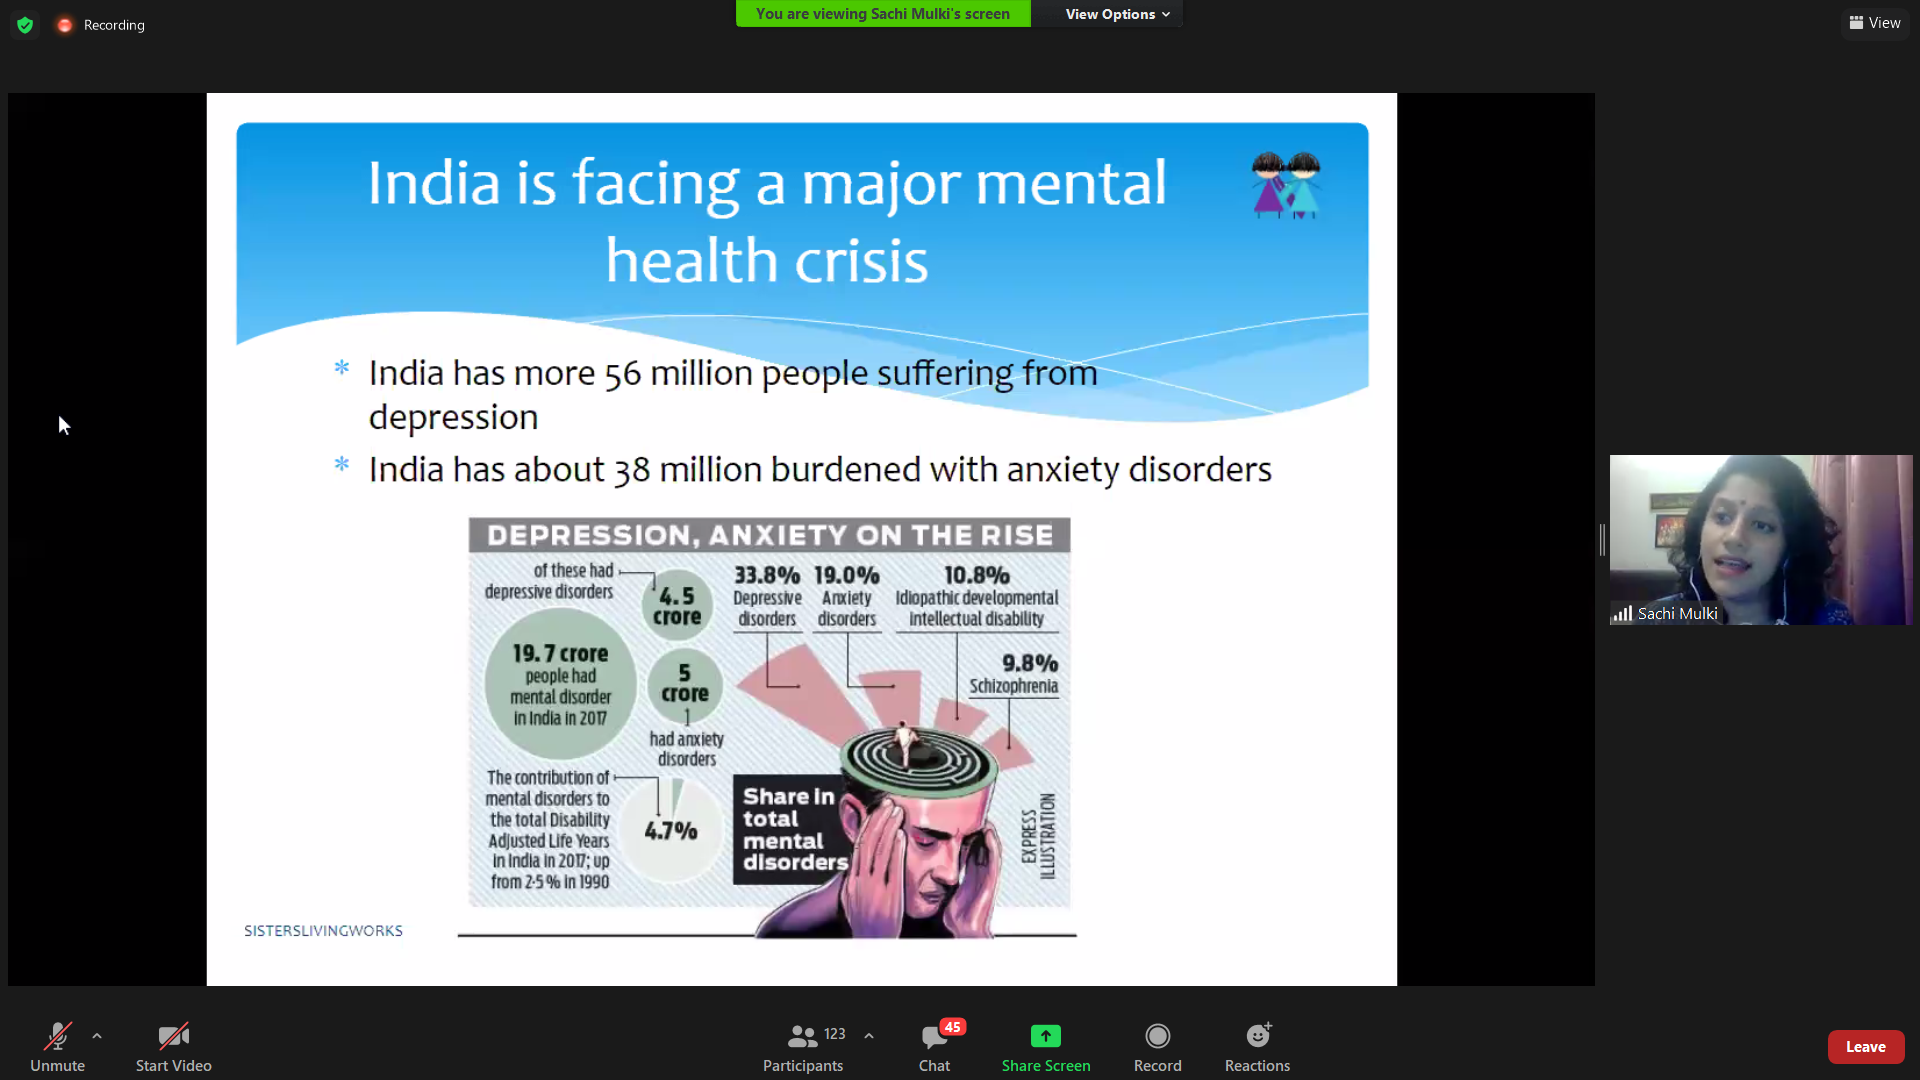 Recording
You are viewing Sachi Mulki's screen
View Options
View
India is facing a major mental
health crisis
* India has more 56 million people suffering from
depression
* India has about 38 million burdened with anxiety disorders
DEPRESSION, ANXIETY ON THE RISE
of these had
depressive disorders
4.5
crore
19.7 crore
people had
mental disorder
in India in 2017
5
crore
had anxiety
disorders
The contribution of
mental disorders to
the total Disability
Adjusted Life Years
in India in 2017; up
from 2·5% in 1990
4.7%
33.8%
Depressive
disorders
19.0%
Anxiety
disorders
10.8%
Idiopathic developmental
intellectual disability
9.8%
Schizophrenia
Share in
total
mental
disorders
EXPRESS
ILLUSTRATION
SISTERSLIVINGWORKS
Sachi Mulki
Unmute
Start Video
123
Participants
45
Chat
Share Screen
Record
Reactions
Leave